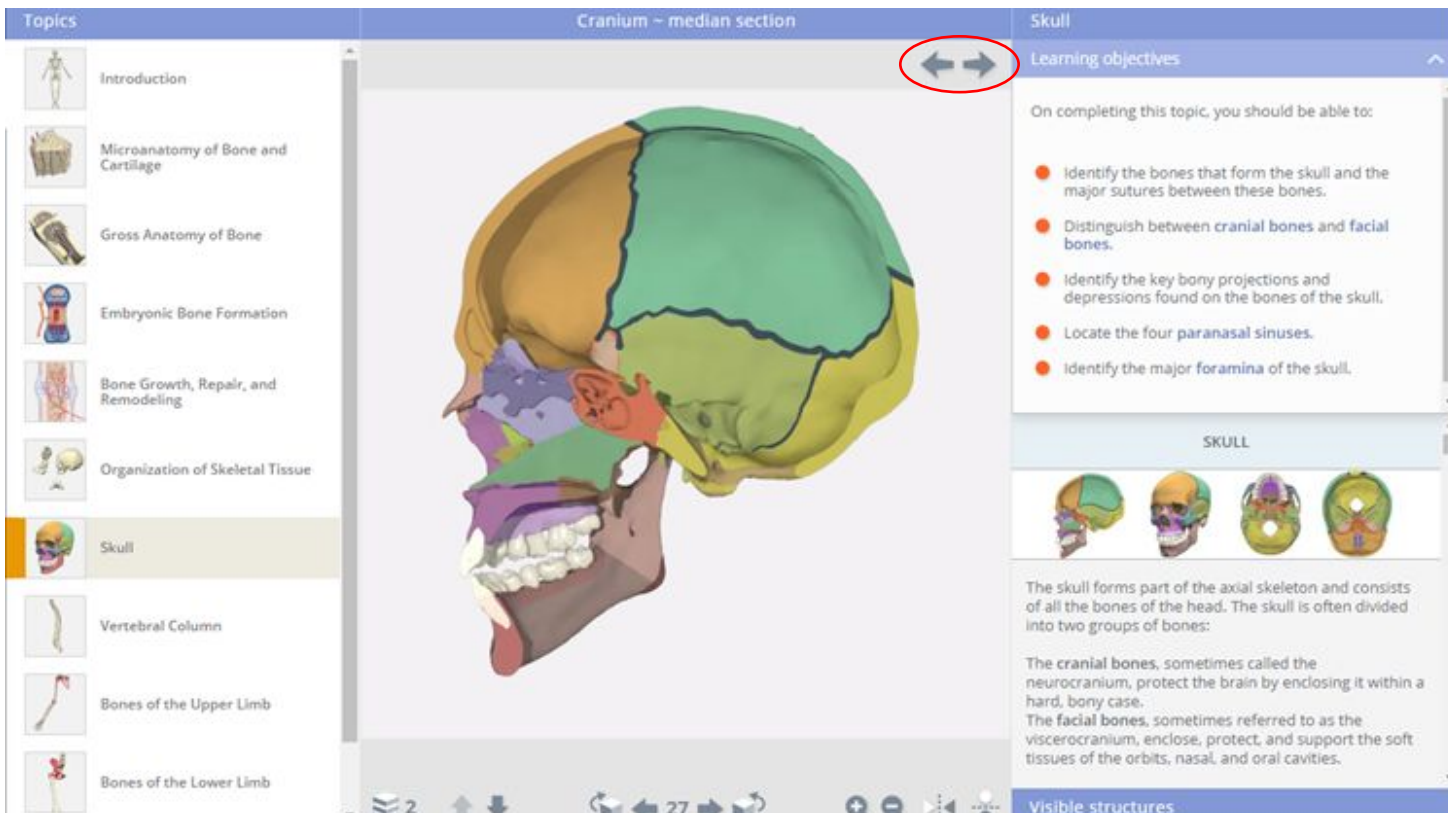 Topics
Introduction
Microanatomy of Bone and
Cartilage
Gross Anatomy of Bone
Embryonic Bone Formation
Bone Growth, Repair, and
Remodeling
Organization of Skeletal Tissue
Skull
Vertebral Column
Bones of the Upper Limb
Bones of the Lower Limb
Cranium ~ median section
2
27
Skull
Learning objectives
On completing this topic, you should be able to:
Identify the bones that form the skull and the
major sutures between these bones.
Distinguish between cranial bones and facial
bones.
Identify the key bony projections and
depressions found on the bones of the skull.
Locate the four paranasal sinuses.
Identify the major foramina of the skull.
SKULL
The skull forms part of the axial skeleton and consists
of all the bones of the head. The skull is often divided
into two groups of bones:
The cranial bones, sometimes called the
neurocranium, protect the brain by enclosing it within a
hard, bony case.
The facial bones, sometimes referred to as the
viscerocranium, enclose, protect, and support the soft
tissues of the orbits, nasal, and oral cavities.
Visible structures